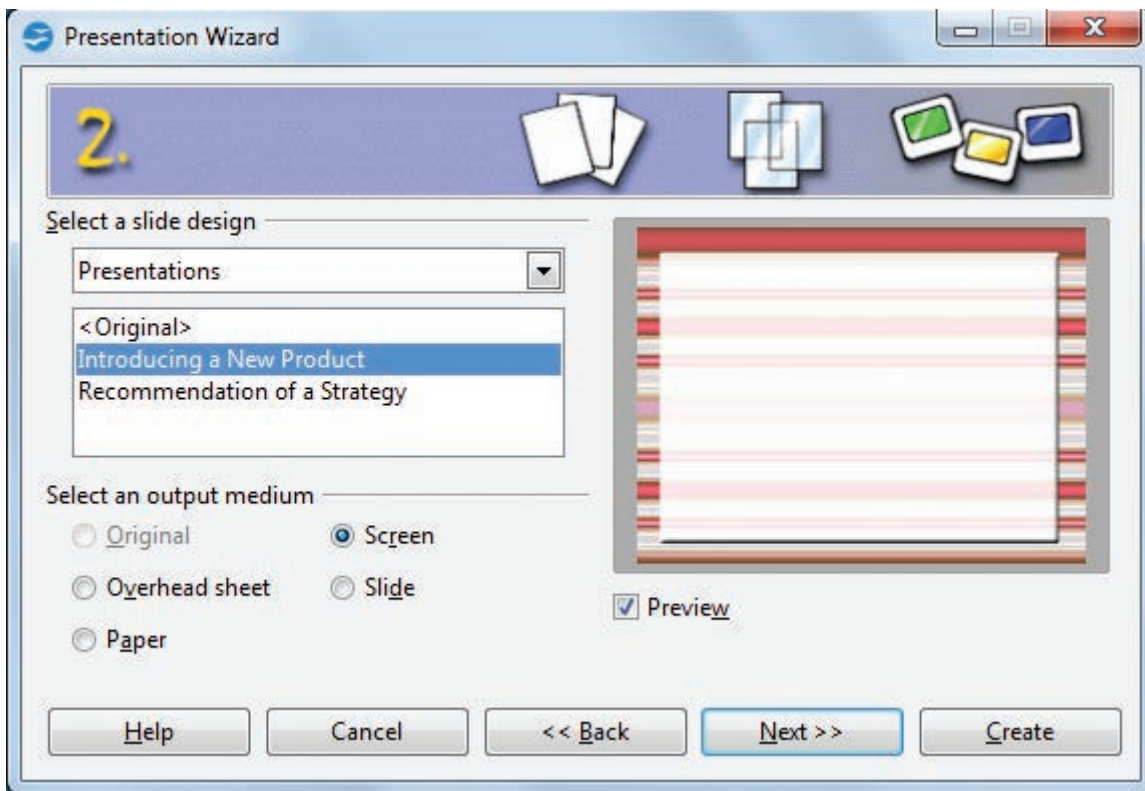 Presentation Wizard
2.
Select a slide design
Presentations
<Original>
Introducing a New Product
Recommendation of a Strategy
Select an output medium
Original
Screen
Overhead sheet
Slide
Paper
Preview
Help
Cancel
<< Back
Next >>
Create